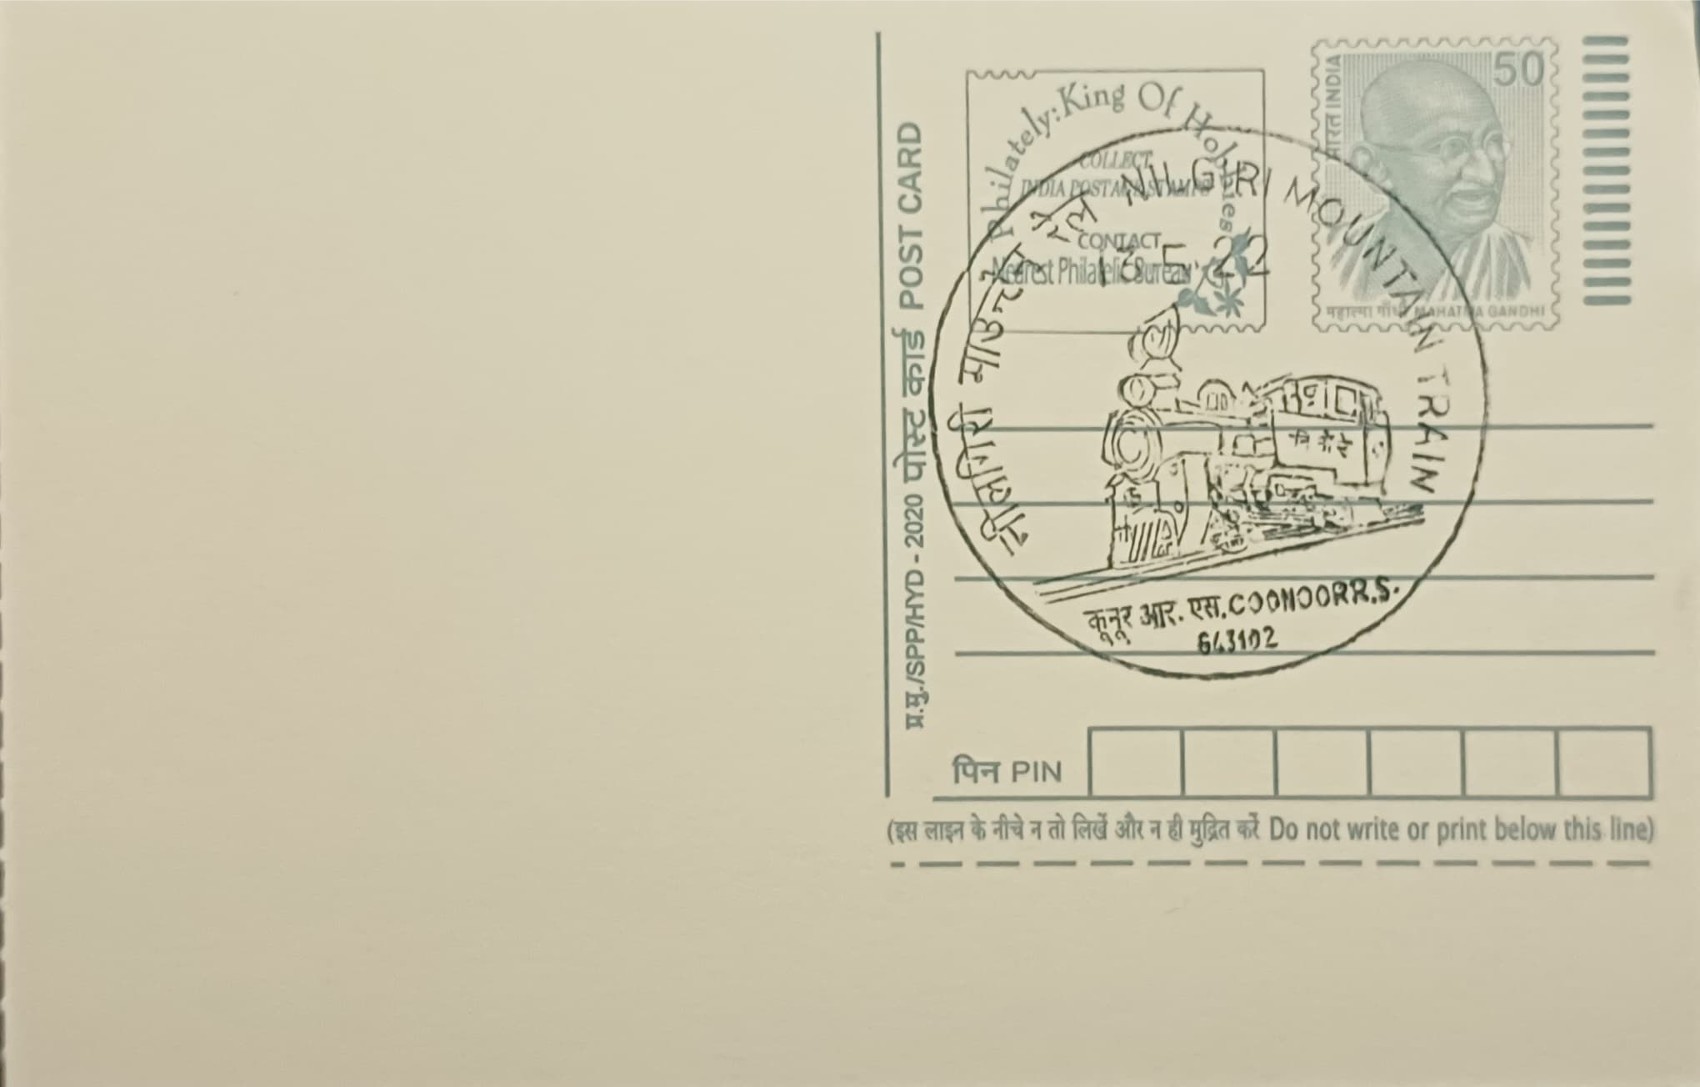 Philately:King Of Hobbies
COLLECT
INDIA POSTAGE STAMPS
CONTACT
Nearest Philatelic Bureau
भारत INDIA
50
महात्मा गाँधी MAHATMA GANDHI
नीलगिरी माउन्टेन रेल NILGIRI MOUNTAIN TRAIN
13.5.22
नी मौ रे
कूनूर आर. एस. COONOOR R.S.
643102
प्र.मु./SPP/HYD - 2020 पोस्ट कार्ड POST CARD
पिन PIN
(इस लाइन के नीचे न तो लिखें और न ही मुद्रित करें Do not write or print below this line)